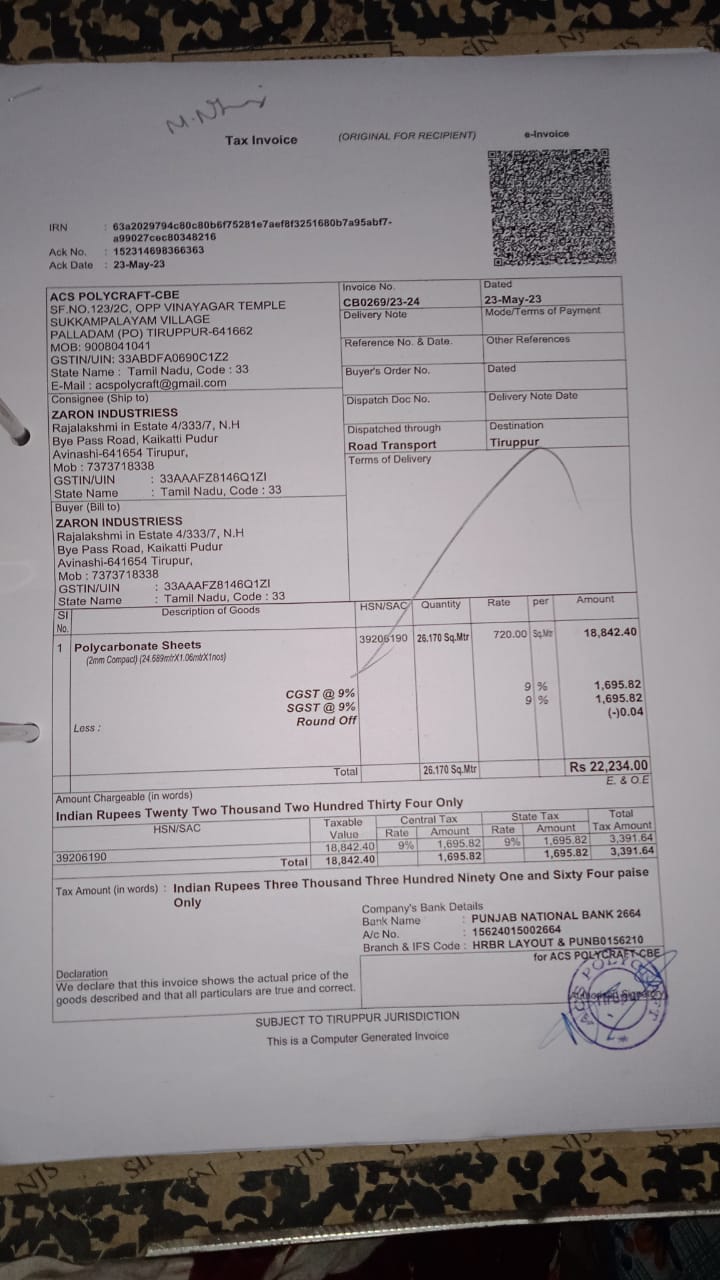 Tax Invoice
(ORIGINAL FOR RECIPIENT)
e-Invoice
IRN : 63a2029794c80c80b6f75281e7aef8f3251680b7a95abf7-
a99027cec80348216
Ack No. : 152314698366363
Ack Date : 23-May-23
ACS POLYCRAFT-CBE
SF.NO.123/2C, OPP VINAYAGAR TEMPLE
SUKKAMPALAYAM VILLAGE
PALLADAM (PO) TIRUPPUR-641662
MOB: 9008041041
GSTIN/UIN: 33ABDFA0690C1Z2
State Name : Tamil Nadu, Code : 33
E-Mail : acspolycraft@gmail.com
Invoice No.
CB0269/23-24
Dated
23-May-23
Delivery Note
Mode/Terms of Payment
Reference No. & Date.
Other References
Buyer's Order No.
Dated
Dispatch Doc No.
Delivery Note Date
Dispatched through
Road Transport
Destination
Tiruppur
Terms of Delivery
Consignee (Ship to)
ZARON INDUSTRIESS
Rajalakshmi in Estate 4/333/7, N.H
Bye Pass Road, Kaikatti Pudur
Avinashi-641654 Tirupur,
Mob : 7373718338
GSTIN/UIN : 33AAAFZ8146Q1ZI
State Name : Tamil Nadu, Code : 33
Buyer (Bill to)
ZARON INDUSTRIESS
Rajalakshmi in Estate 4/333/7, N.H
Bye Pass Road, Kaikatti Pudur
Avinashi-641654 Tirupur,
Mob : 7373718338
GSTIN/UIN : 33AAAFZ8146Q1ZI
State Name : Tamil Nadu, Code : 33
SI No. Description of Goods HSN/SAC Quantity Rate per Amount
1 Polycarbonate Sheets 39206190 26.170 Sq.Mtr 720.00 Sq.Mtr 18,842.40
(2mm Compact) (24.689mtrX1.06mtrX1nos)
CGST @ 9% 9 % 1,695.82
SGST @ 9% 9 % 1,695.82
Less : Round Off (-)0.04
Total 26.170 Sq.Mtr Rs 22,234.00
E. & O.E
Amount Chargeable (in words)
Indian Rupees Twenty Two Thousand Two Hundred Thirty Four Only
HSN/SAC Taxable Value Central Tax State Tax Total Tax Amount
Rate Amount Rate Amount
39206190 18,842.40 9% 1,695.82 9% 1,695.82 3,391.64
Total 18,842.40 1,695.82 1,695.82 3,391.64
Tax Amount (in words) : Indian Rupees Three Thousand Three Hundred Ninety One and Sixty Four paise
Only
Company's Bank Details
Bank Name : PUNJAB NATIONAL BANK 2664
A/c No. : 15624015002664
Branch & IFS Code : HRBR LAYOUT & PUNB0156210
for ACS POLYCRAFT-CBE
Declaration
We declare that this invoice shows the actual price of the
goods described and that all particulars are true and correct.
ACS POLYCRAFT
SUBJECT TO TIRUPPUR JURISDICTION
This is a Computer Generated Invoice